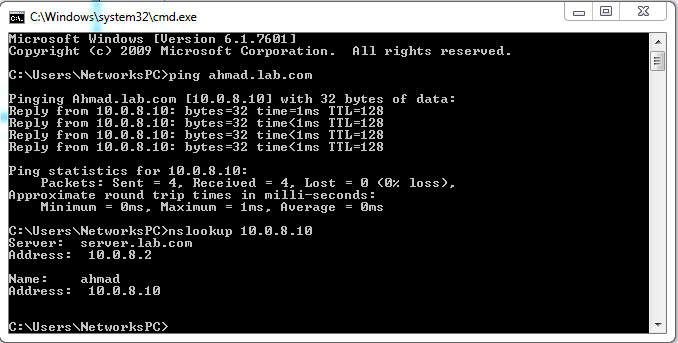 C:\Windows\system32\cmd.exe
Microsoft Windows [Version 6.1.7601]
Copyright (c) 2009 Microsoft Corporation.  All rights reserved.
C:\Users\NetworksPC>ping ahmad.lab.com
Pinging Ahmad.lab.com [10.0.8.10] with 32 bytes of data:
Reply from 10.0.8.10: bytes=32 time=1ms TTL=128
Reply from 10.0.8.10: bytes=32 time<1ms TTL=128
Reply from 10.0.8.10: bytes=32 time<1ms TTL=128
Reply from 10.0.8.10: bytes=32 time<1ms TTL=128
Ping statistics for 10.0.8.10:
    Packets: Sent = 4, Received = 4, Lost = 0 (0% loss),
Approximate round trip times in milli-seconds:
    Minimum = 0ms, Maximum = 1ms, Average = 0ms
C:\Users\NetworksPC>nslookup 10.0.8.10
Server:  server.lab.com
Address:  10.0.8.2
Name:    ahmad
Address:  10.0.8.10
C:\Users\NetworksPC>